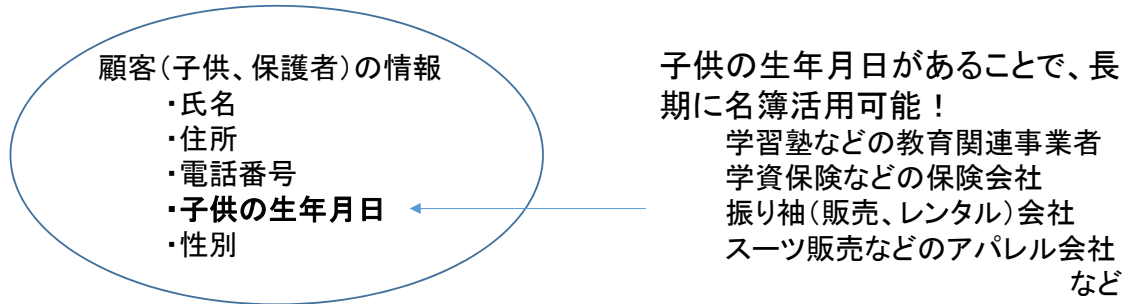 顧客(子供、保護者)の情報
・氏名
・住所
・電話番号
・子供の生年月日
・性別
子供の生年月日があることで、長
期に名簿活用可能！
学習塾などの教育関連事業者
学資保険などの保険会社
振り袖(販売、レンタル)会社
スーツ販売などのアパレル会社
など